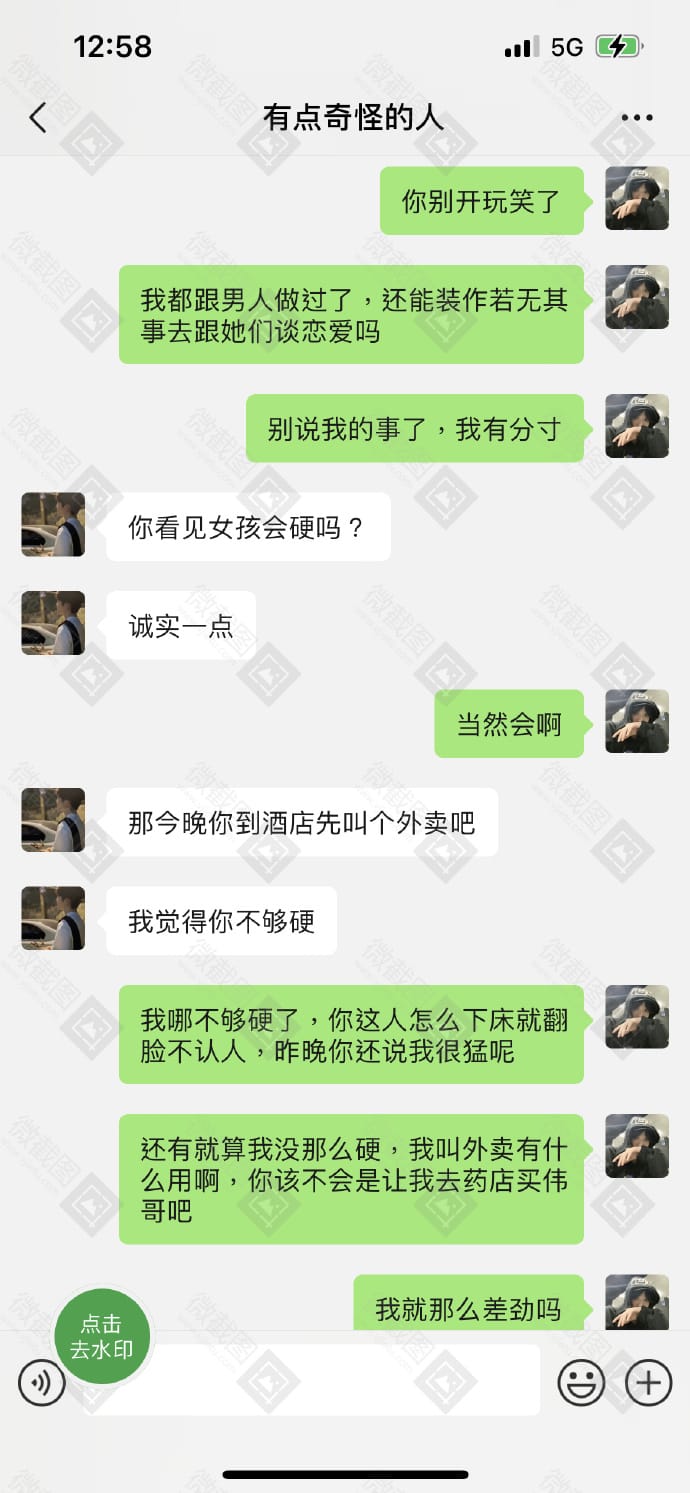 12:58
5G
有点奇怪的人
你别开玩笑了
我都跟男人做过了，还能装作若无其
事去跟她们谈恋爱吗
别说我的事了，我有分寸
你看见女孩会硬吗？
诚实一点
当然会啊
那今晚你到酒店先叫个外卖吧
我觉得你不够硬
我哪不够硬了，你这人怎么下床就翻
脸不认人，昨晚你还说我很猛呢
还有就算我没那么硬，我叫外卖有什
么用啊，你该不会是让我去药店买伟
哥吧
我就那么差劲吗
点击
去水印
微截图